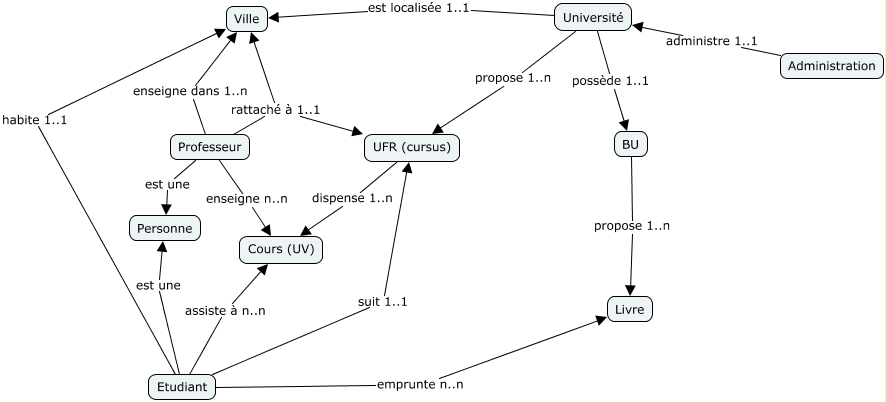 est localisée 1..1
Ville
Université
administre 1..1
Administration
propose 1..n
possède 1..1
enseigne dans 1..n
rattaché à 1..1
habite 1..1
Professeur
UFR (cursus)
BU
est une
enseigne n..n
dispense 1..n
Personne
propose 1..n
Cours (UV)
est une
assiste à n..n
suit 1..1
Livre
Etudiant
emprunte n..n